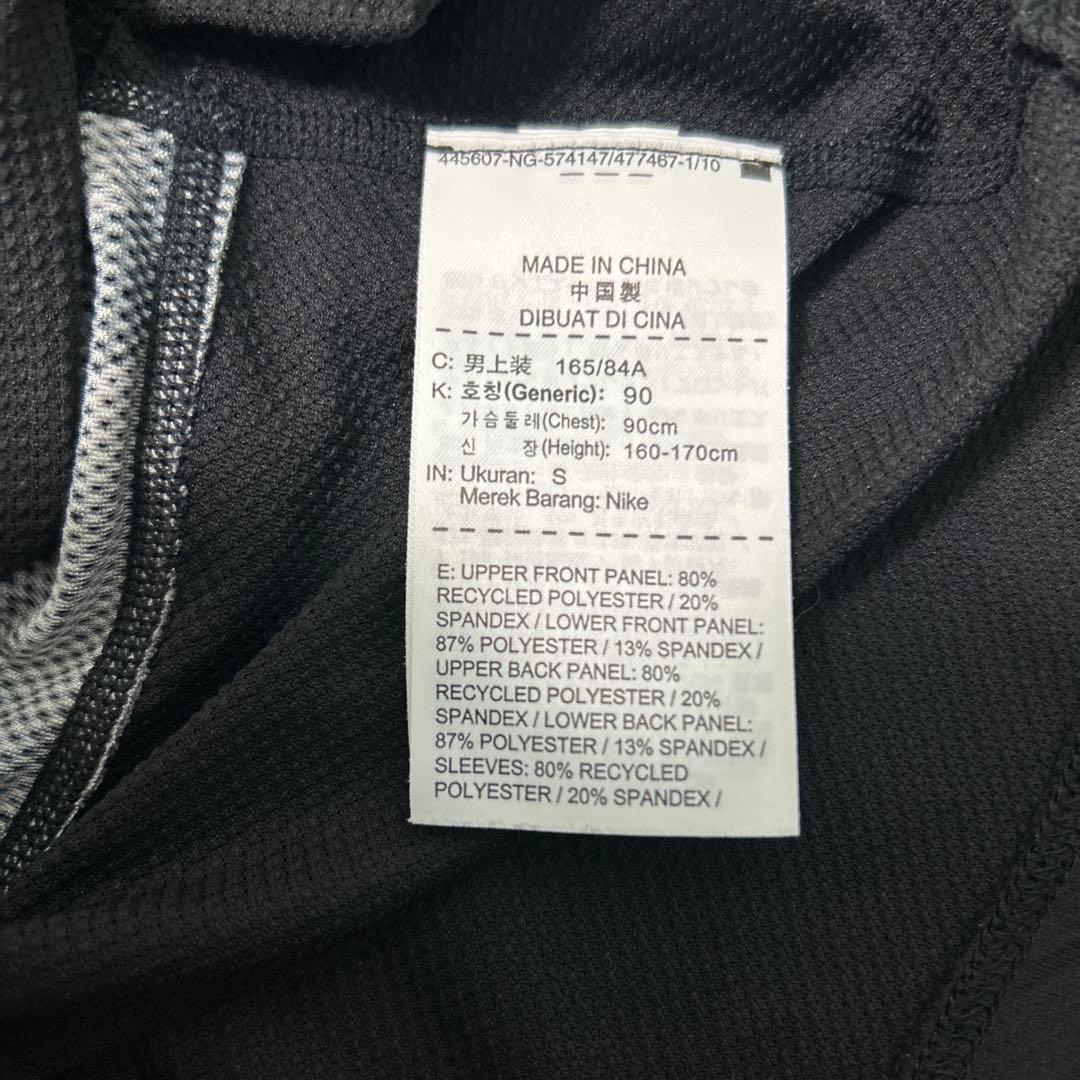 445607-NG-574147/477467-1/10
MADE IN CHINA
中国製
DIBUAT DI CINA
C: 男上装 165/84A
K: 호칭(Generic): 90
가슴둘레(Chest): 90cm
신 장(Height): 160-170cm
IN: Ukuran: S
Merek Barang: Nike
E: UPPER FRONT PANEL: 80%
RECYCLED POLYESTER / 20%
SPANDEX / LOWER FRONT PANEL:
87% POLYESTER / 13% SPANDEX /
UPPER BACK PANEL: 80%
RECYCLED POLYESTER / 20%
SPANDEX / LOWER BACK PANEL:
87% POLYESTER / 13% SPANDEX /
SLEEVES: 80% RECYCLED
POLYESTER / 20% SPANDEX /